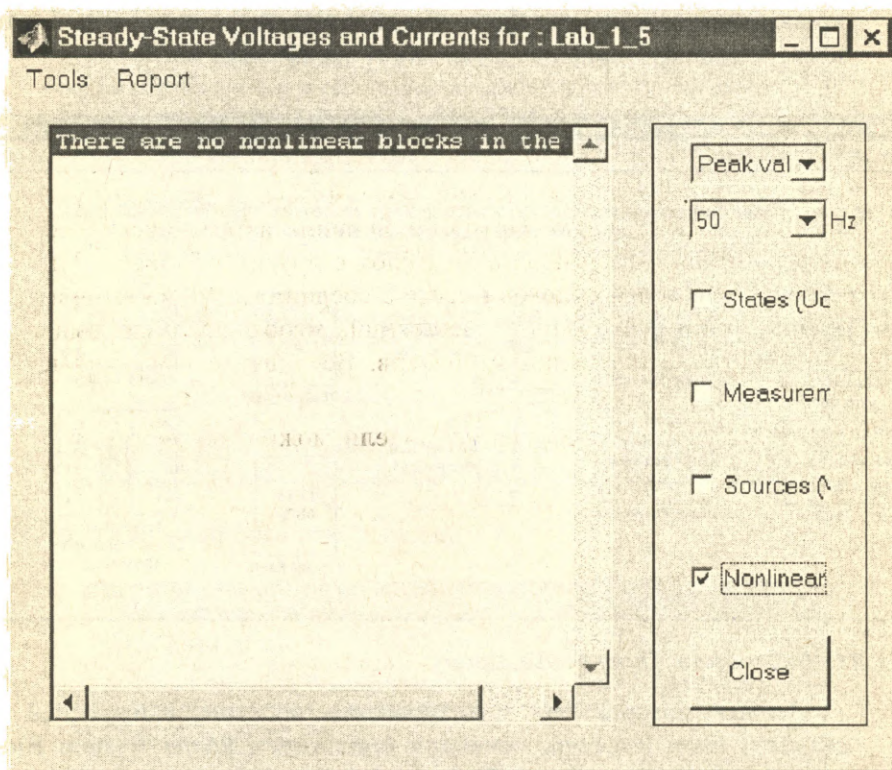 Steady-State Voltages and Currents for : Lab_1_5
Tools Report
There are no nonlinear blocks in the
Peak val
50 Hz
States (Uc
Measurem
Sources (
Nonlinear
Close